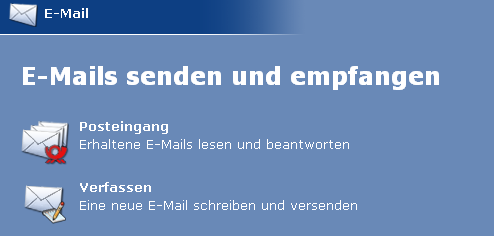 E-Mail
E-Mails senden und empfangen
Posteingang
Erhaltene E-Mails lesen und beantworten
Verfassen
Eine neue E-Mail schreiben und versenden